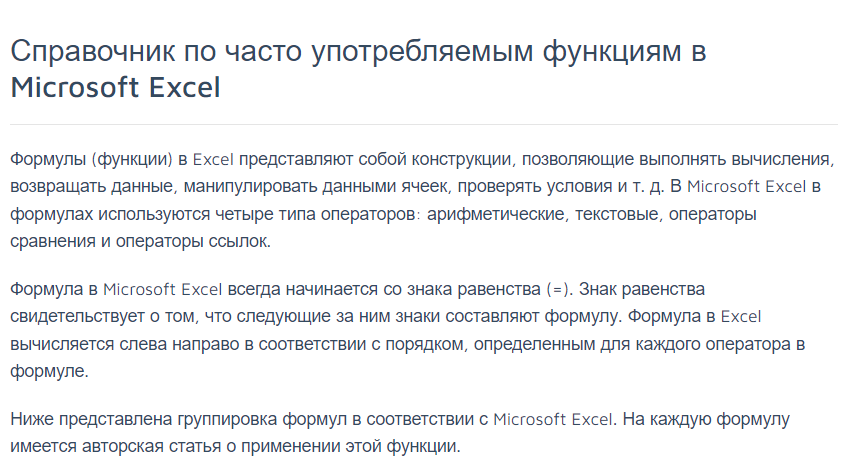 Справочник по часто употребляемым функциям в
Microsoft Excel
Формулы (функции) в Excel представляют собой конструкции, позволяющие выполнять вычисления,
возвращать данные, манипулировать данными ячеек, проверять условия и т. д. В Microsoft Excel в
формулах используются четыре типа операторов: арифметические, текстовые, операторы
сравнения и операторы ссылок.
Формула в Microsoft Excel всегда начинается со знака равенства (=). Знак равенства
свидетельствует о том, что следующие за ним знаки составляют формулу. Формула в Excel
вычисляется слева направо в соответствии с порядком, определенным для каждого оператора в
формуле.
Ниже представлена группировка формул в соответствии с Microsoft Excel. На каждую формулу
имеется авторская статья о применении этой функции.